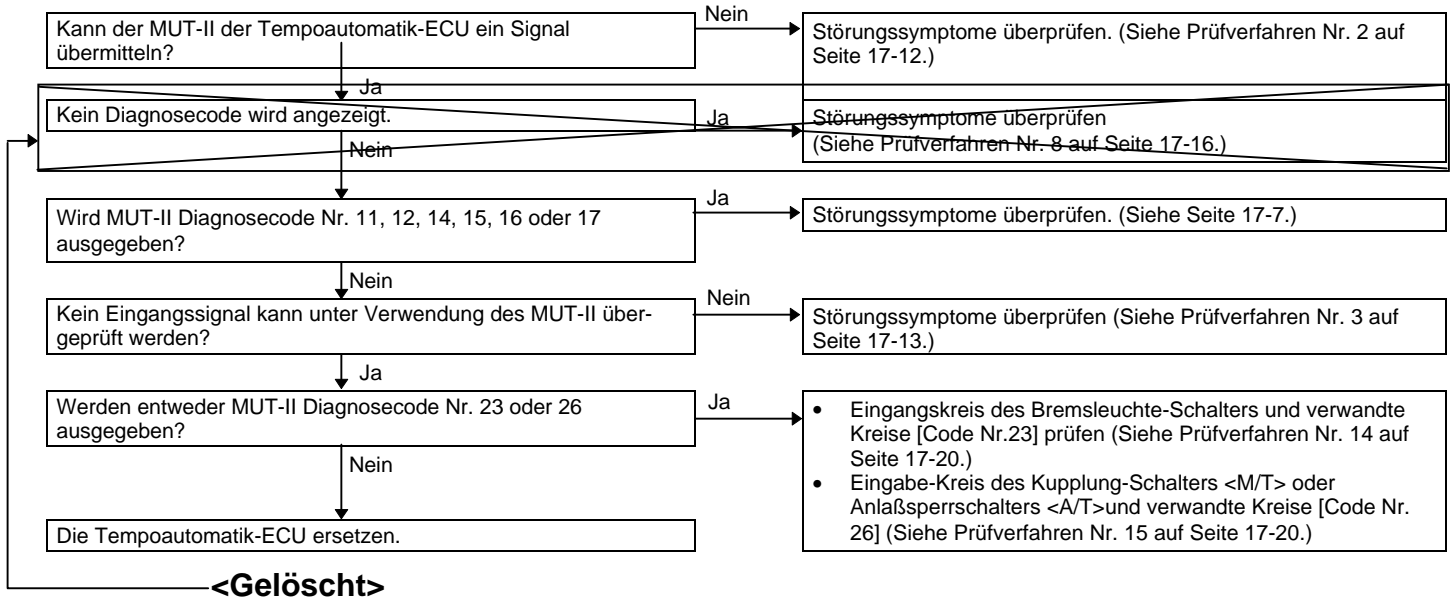 Kann der MUT-II der Tempoautomatik-ECU ein Signal
übermitteln?
Nein
Störungssymptome überprüfen. (Siehe Prüfverfahren Nr. 2 auf
Seite 17-12.)
Ja
Kein Diagnosecode wird angezeigt.
Ja
Störungssymptome überprüfen
(Siehe Prüfverfahren Nr. 8 auf Seite 17-16.)
Nein
Wird MUT-II Diagnosecode Nr. 11, 12, 14, 15, 16 oder 17
ausgegeben?
Ja
Störungssymptome überprüfen. (Siehe Seite 17-7.)
Nein
Kein Eingangssignal kann unter Verwendung des MUT-II über-
geprüft werden?
Nein
Störungssymptome überprüfen (Siehe Prüfverfahren Nr. 3 auf
Seite 17-13.)
Ja
Werden entweder MUT-II Diagnosecode Nr. 23 oder 26
ausgegeben?
Ja
• Eingangskreis des Bremsleuchte-Schalters und verwandte
Kreise [Code Nr.23] prüfen (Siehe Prüfverfahren Nr. 14 auf
Seite 17-20.)
• Eingabe-Kreis des Kupplung-Schalters <M/T> oder
Anlaßsperrschalters <A/T>und verwandte Kreise [Code Nr.
26] (Siehe Prüfverfahren Nr. 15 auf Seite 17-20.)
Nein
Die Tempoautomatik-ECU ersetzen.
<Gelöscht>